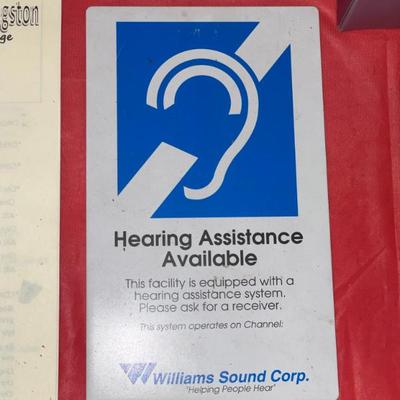 ge
Hearing Assistance
Available
This facility is equipped with a
hearing assistance system.
Please ask for a receiver.
This system operates on Channel:
Williams Sound Corp.
"Helping People Hear"